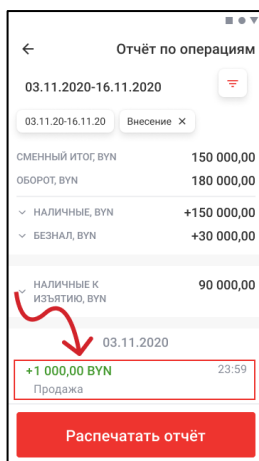 Отчёт по операциям
03.11.2020-16.11.2020
03.11.20-16.11.20 Внесение ×
СМЕННЫЙ ИТОГ, BYN 150 000,00
ОБОРОТ, BYN 180 000,00
НАЛИЧНЫЕ, BYN +150 000,00
БЕЗНАЛ, BYN +30 000,00
НАЛИЧНЫЕ К 90 000,00
ИЗЪЯТИЮ, BYN
03.11.2020
+1 000,00 BYN 23:59
Продажа
Распечатать отчёт